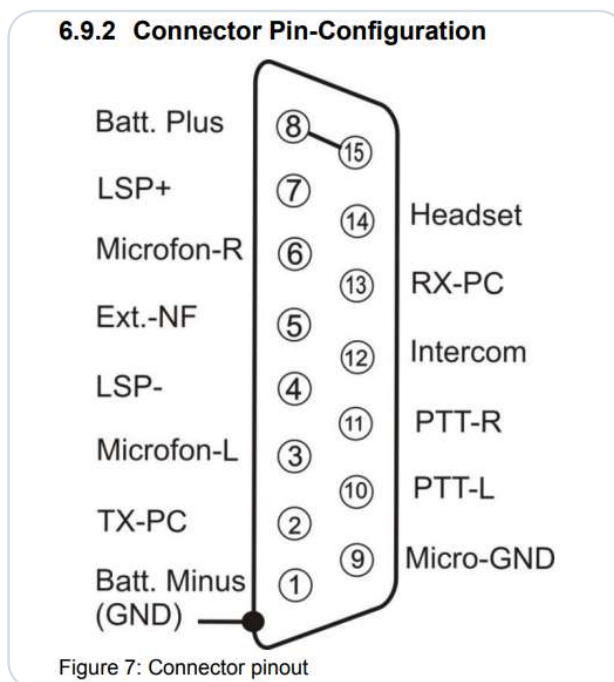 6.9.2 Connector Pin-Configuration
Batt. Plus
8
15
LSP+
7
14
Headset
Microfon-R
6
13
RX-PC
Ext.-NF
5
12
Intercom
LSP-
4
11
PTT-R
Microfon-L
3
10
PTT-L
TX-PC
2
9
Micro-GND
Batt. Minus
(GND)
1
Figure 7: Connector pinout